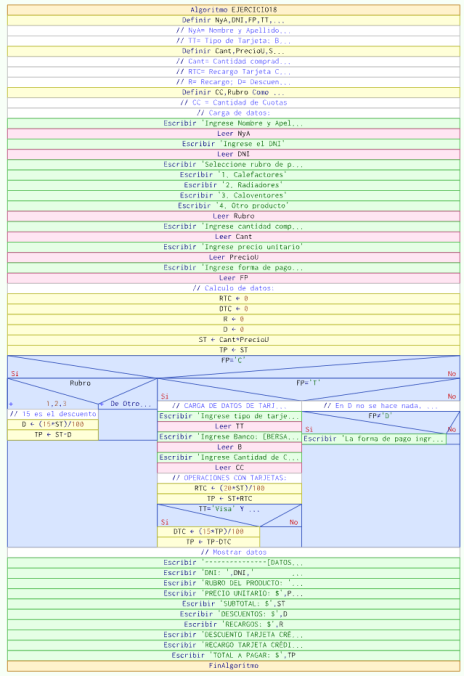 Algoritmo EJERCICIO18
Definir NyA,DNI,FP,TT,...
// NyA= Nombre y Apellido...
// TT= Tipo de Tarjeta; B...
Definir Cant,PrecioU,S...
// Cant= Cantidad comprad...
// RTC= Recargo Tarjeta C...
// R= Recargo; D= Descuen...
Definir CC,Rubro Como ...
// CC = Cantidad de Cuotas
// Carga de datos:
Escribir 'Ingrese Nombre y Apel...
Leer NyA
Escribir 'Ingrese el DNI'
Leer DNI
Escribir 'Seleccione rubro de p...
Escribir '1. Calefactores'
Escribir '2. Radiadores'
Escribir '3. Caloventores'
Escribir '4. Otro producto'
Leer Rubro
Escribir 'Ingrese cantidad comp...
Leer Cant
Escribir 'Ingrese precio unitario'
Leer PrecioU
Escribir 'Ingrese forma de pago...
Leer FP
// Calculo de datos:
RTC ← 0
DTC ← 0
R ← 0
D ← 0
ST ← Cant*PrecioU
TP ← ST
FP='C'
Si No
Rubro
1,2,3 De Otro...
// 15 es el descuento
D ← (15*ST)/100
TP ← ST-D
FP='T'
Si No
// CARGA DE DATOS DE TARJ...
Escribir 'Ingrese tipo de tarje...
Leer TT
Escribir 'Ingrese Banco: [BERSA...
Leer B
Escribir 'Ingrese Cantidad de C...
Leer CC
// OPERACIONES CON TARJETAS:
RTC ← (20*ST)/100
TP ← ST+RTC
TT='Visa' Y ...
Si No
DTC ← (15*TP)/100
TP ← TP-DTC
// En D no se hace nada. ...
FP≠'D'
Si No
Escribir 'La forma de pago ingr...
// Mostrar datos
Escribir '---------------[DATOS...
Escribir 'DNI: ',DNI,' ...
Escribir 'RUBRO DEL PRODUCTO: '...
Escribir 'PRECIO UNITARIO: $',P...
Escribir 'SUBTOTAL: $',ST
Escribir 'DESCUENTOS: $',D
Escribir 'RECARGOS: $',R
Escribir 'DESCUENTO TARJETA CRÉ...
Escribir 'RECARGO TARJETA CRÉDI...
Escribir 'TOTAL A PAGAR: $',TP
FinAlgoritmo